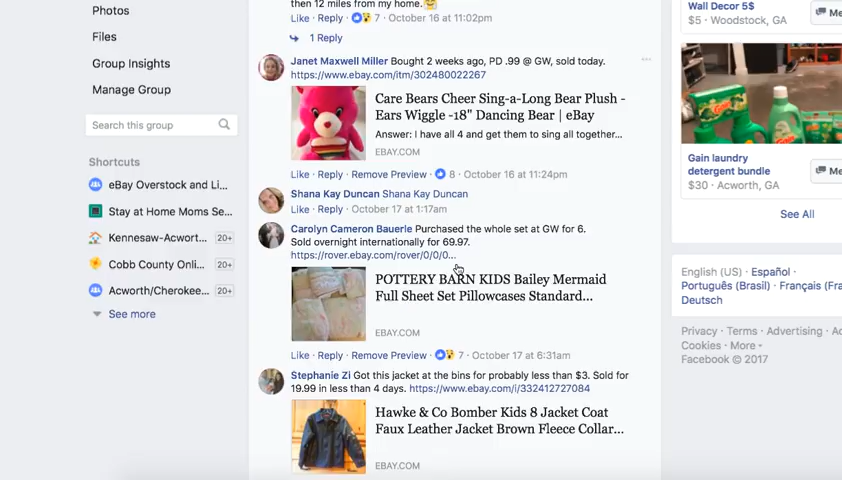 Photos
Files
Group Insights
Manage Group
Search this group
Shortcuts
eBay Overstock and Li...
Stay at Home Moms Se...
Kennesaw-Acwort... 20+
Cobb County Onli... 20+
Acworth/Cherokee... 20+
See more
then 12 miles from my home.
Like · Reply · 7 · October 16 at 11:02pm
1 Reply
Janet Maxwell Miller Bought 2 weeks ago, PD .99 @ GW, sold today.
https://www.ebay.com/itm/302480022267
Care Bears Cheer Sing-a-Long Bear Plush -
Ears Wiggle -18" Dancing Bear | eBay
Answer: I have all 4 and get them to sing all together...
EBAY.COM
Like · Reply · Remove Preview · 8 · October 16 at 11:24pm
Shana Kay Duncan Shana Kay Duncan
Like · Reply · October 17 at 1:17am
Carolyn Cameron Bauerle Purchased the whole set at GW for 6.
Sold overnight internationally for 69.97.
https://rover.ebay.com/rover/0/0/0...
POTTERY BARN KIDS Bailey Mermaid
Full Sheet Set Pillowcases Standard...
EBAY.COM
Like · Reply · Remove Preview · 7 · October 17 at 6:31am
Stephanie Zi Got this jacket at the bins for probably less than $3. Sold for
19.99 in less than 4 days. https://www.ebay.com/i/332412727084
Hawke & Co Bomber Kids 8 Jacket Coat
Faux Leather Jacket Brown Fleece Collar...
EBAY.COM
Wall Decor 5$
$5 · Woodstock, GA
Me
Gain
Gain laundry
detergent bundle
$30 · Acworth, GA
Me
See All
English (US) · Español ·
Português (Brasil) · Français (Fra
Deutsch
Privacy · Terms · Advertising · A
Cookies · More
Facebook © 2017